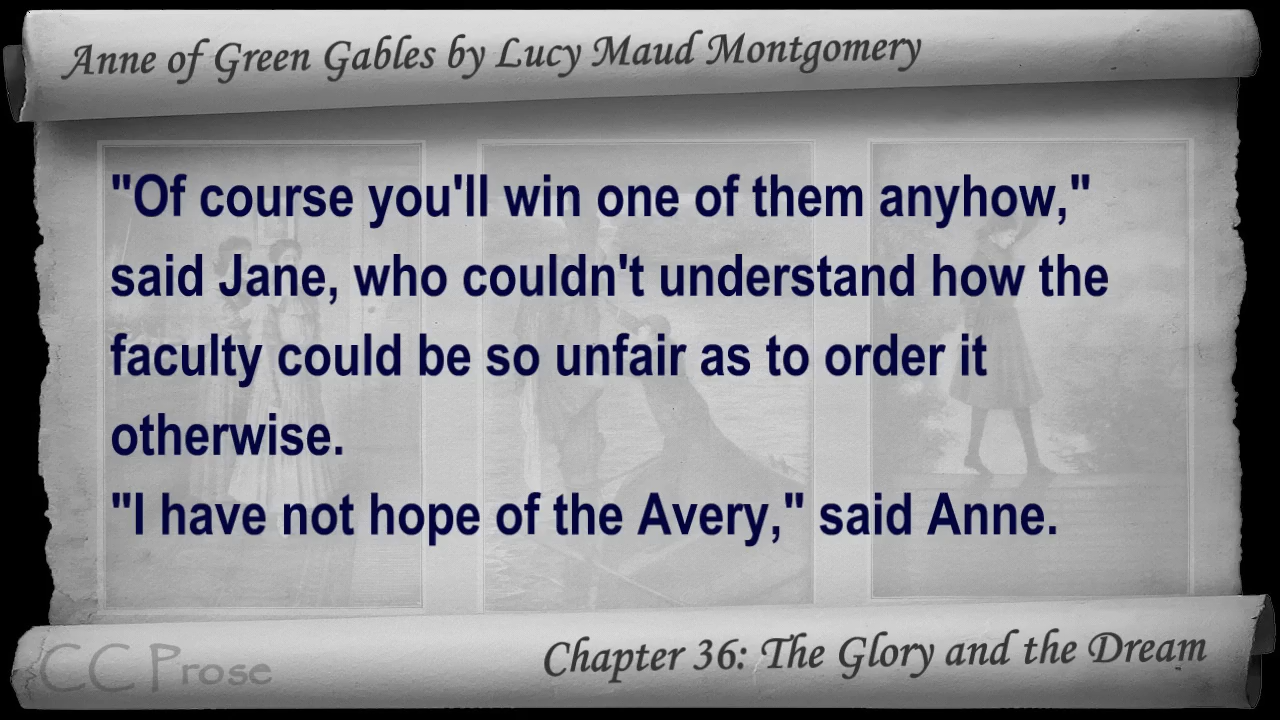 Anne of Green Gables by Lucy Maud Montgomery
"Of course you'll win one of them anyhow,"
said Jane, who couldn't understand how the
faculty could be so unfair as to order it
otherwise.
"I have not hope of the Avery," said Anne.
CC Prose
Chapter 36: The Glory and the Dream